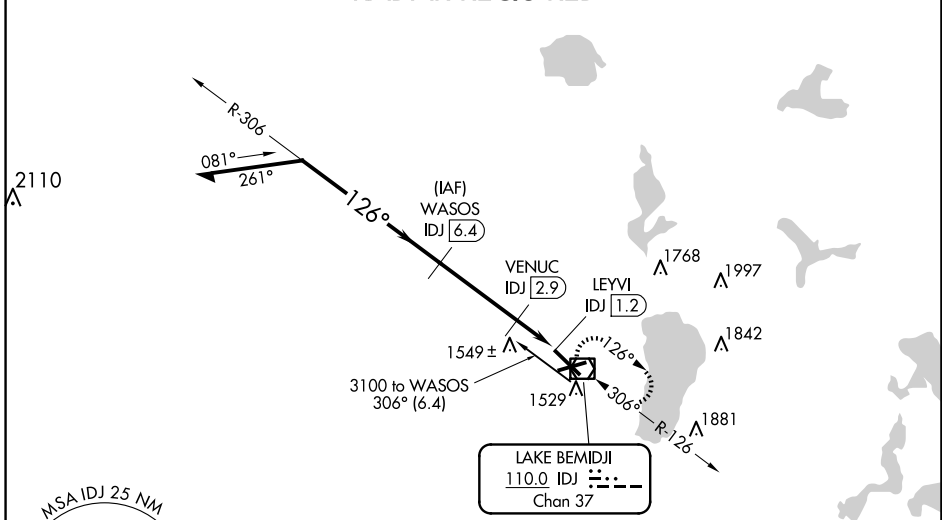 R-306
081°
261°
2110
126°
(IAF)
WASOS
IDJ 6.4
VENUC
IDJ 2.9
LEYVI
IDJ 1.2
1768
1997
1842
1549 ±
126°
3100 to WASOS
306° (6.4)
1529
306°
R-126
1881
LAKE BEMIDJI
110.0 IDJ
Chan 37
MSA IDJ 25 NM